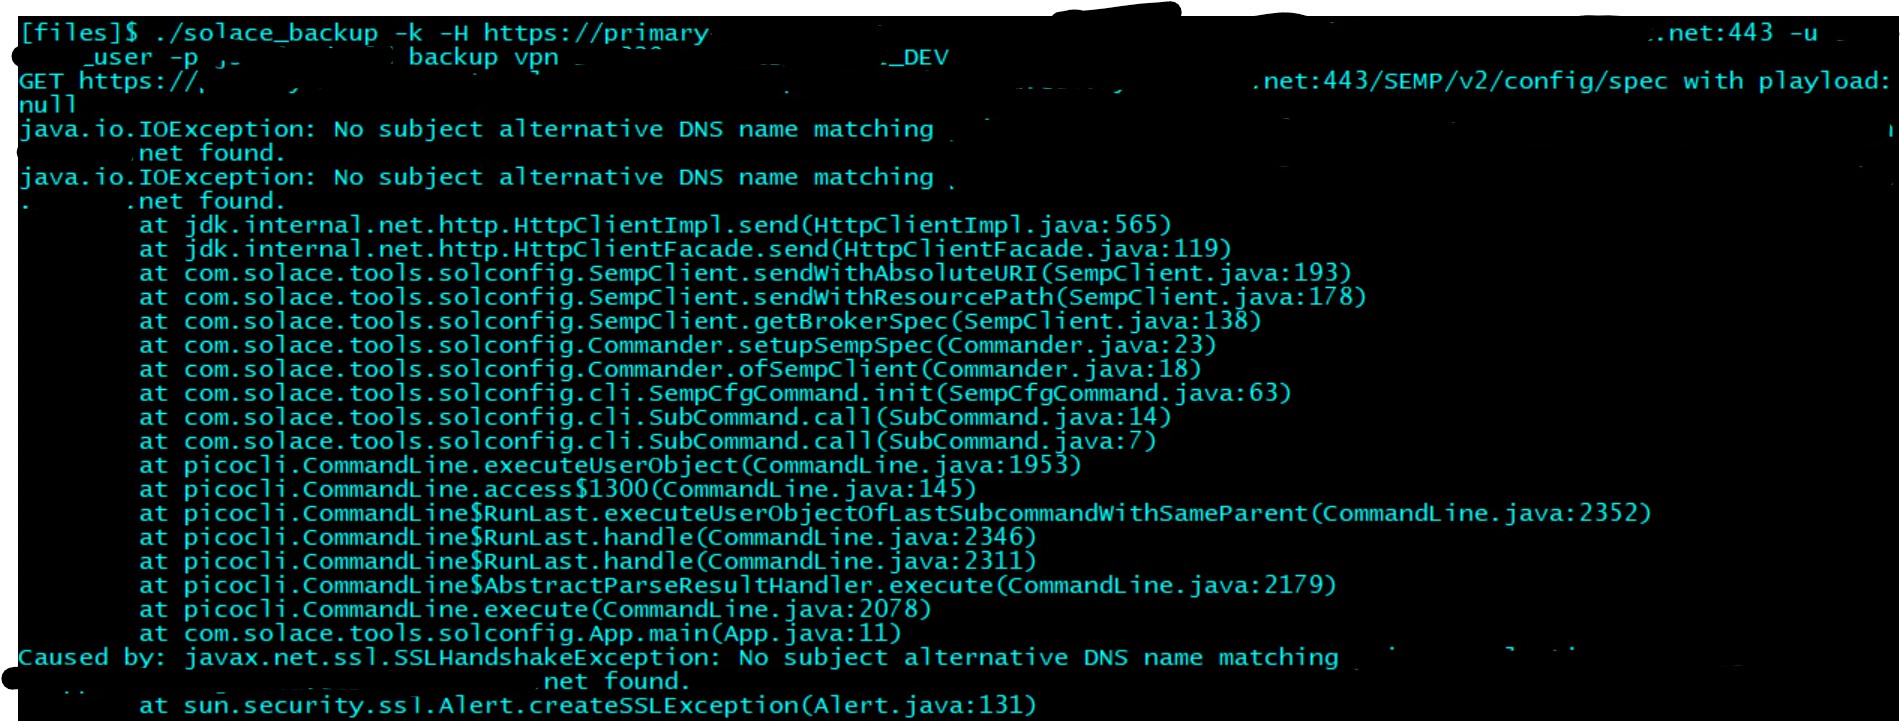 [files]$ ./solace_backup -k -H https://primary .net:443 -u
_user -p backup vpn _DEV
GET https:// .net:443/SEMP/v2/config/spec with playload:
null
java.io.IOException: No subject alternative DNS name matching
.net found.
java.io.IOException: No subject alternative DNS name matching
.net found.
at jdk.internal.net.http.HttpClientImpl.send(HttpClientImpl.java:565)
at jdk.internal.net.http.HttpClientFacade.send(HttpClientFacade.java:119)
at com.solace.tools.solconfig.SempClient.sendWithAbsoluteURI(SempClient.java:193)
at com.solace.tools.solconfig.SempClient.sendWithResourcePath(SempClient.java:178)
at com.solace.tools.solconfig.SempClient.getBrokerSpec(SempClient.java:138)
at com.solace.tools.solconfig.Commander.setupSempSpec(Commander.java:23)
at com.solace.tools.solconfig.Commander.ofSempClient(Commander.java:18)
at com.solace.tools.solconfig.cli.SempCfgCommand.init(SempCfgCommand.java:63)
at com.solace.tools.solconfig.cli.SubCommand.call(SubCommand.java:14)
at com.solace.tools.solconfig.cli.SubCommand.call(SubCommand.java:7)
at picocli.CommandLine.executeUserObject(CommandLine.java:1953)
at picocli.CommandLine.access$1300(CommandLine.java:145)
at picocli.CommandLine$RunLast.executeUserObjectOfLastSubcommandWithSameParent(CommandLine.java:2352)
at picocli.CommandLine$RunLast.handle(CommandLine.java:2346)
at picocli.CommandLine$RunLast.handle(CommandLine.java:2311)
at picocli.CommandLine$AbstractParseResultHandler.execute(CommandLine.java:2179)
at picocli.CommandLine.execute(CommandLine.java:2078)
at com.solace.tools.solconfig.App.main(App.java:11)
Caused by: javax.net.ssl.SSLHandshakeException: No subject alternative DNS name matching
net found.
at sun.security.ssl.Alert.createSSLException(Alert.java:131)